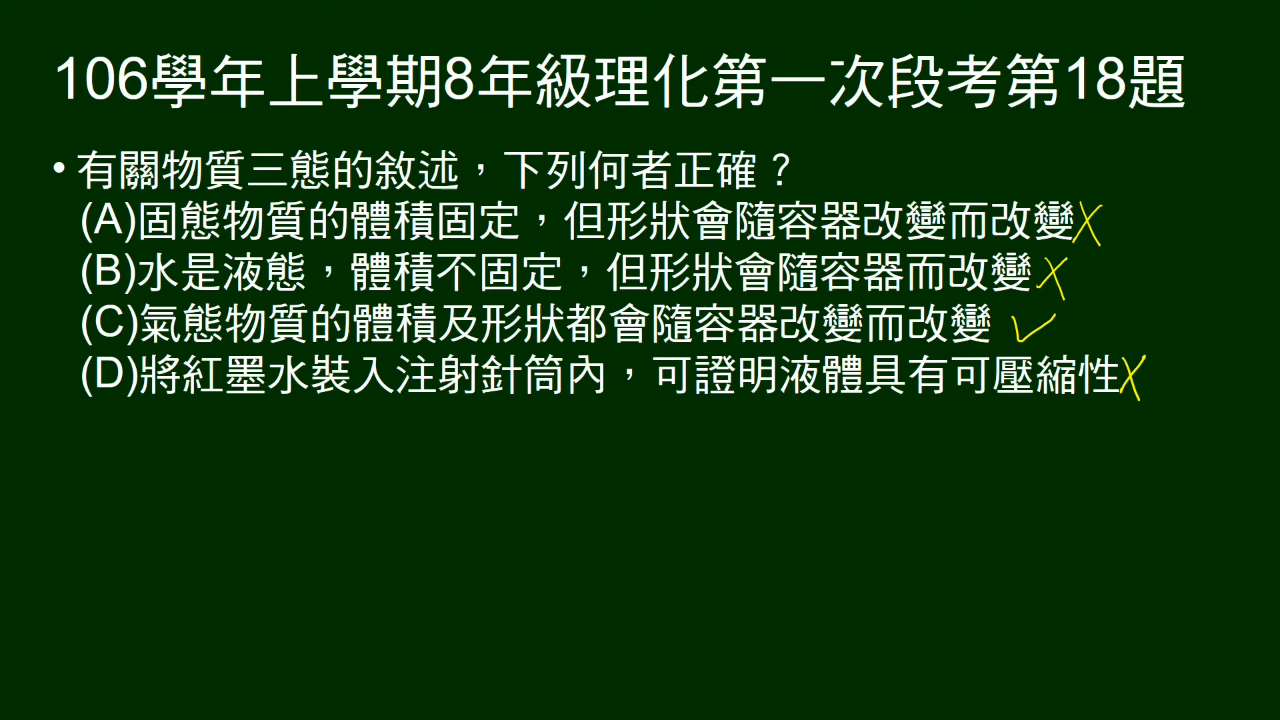 106學年上學期8年級理化第一次段考第18題
• 有關物質三態的敘述，下列何者正確？
(A)固態物質的體積固定，但形狀會隨容器改變而改變X
(B)水是液態，體積不固定，但形狀會隨容器而改變X
(C)氣態物質的體積及形狀都會隨容器改變而改變 ✓
(D)將紅墨水裝入注射針筒內，可證明液體具有可壓縮性X